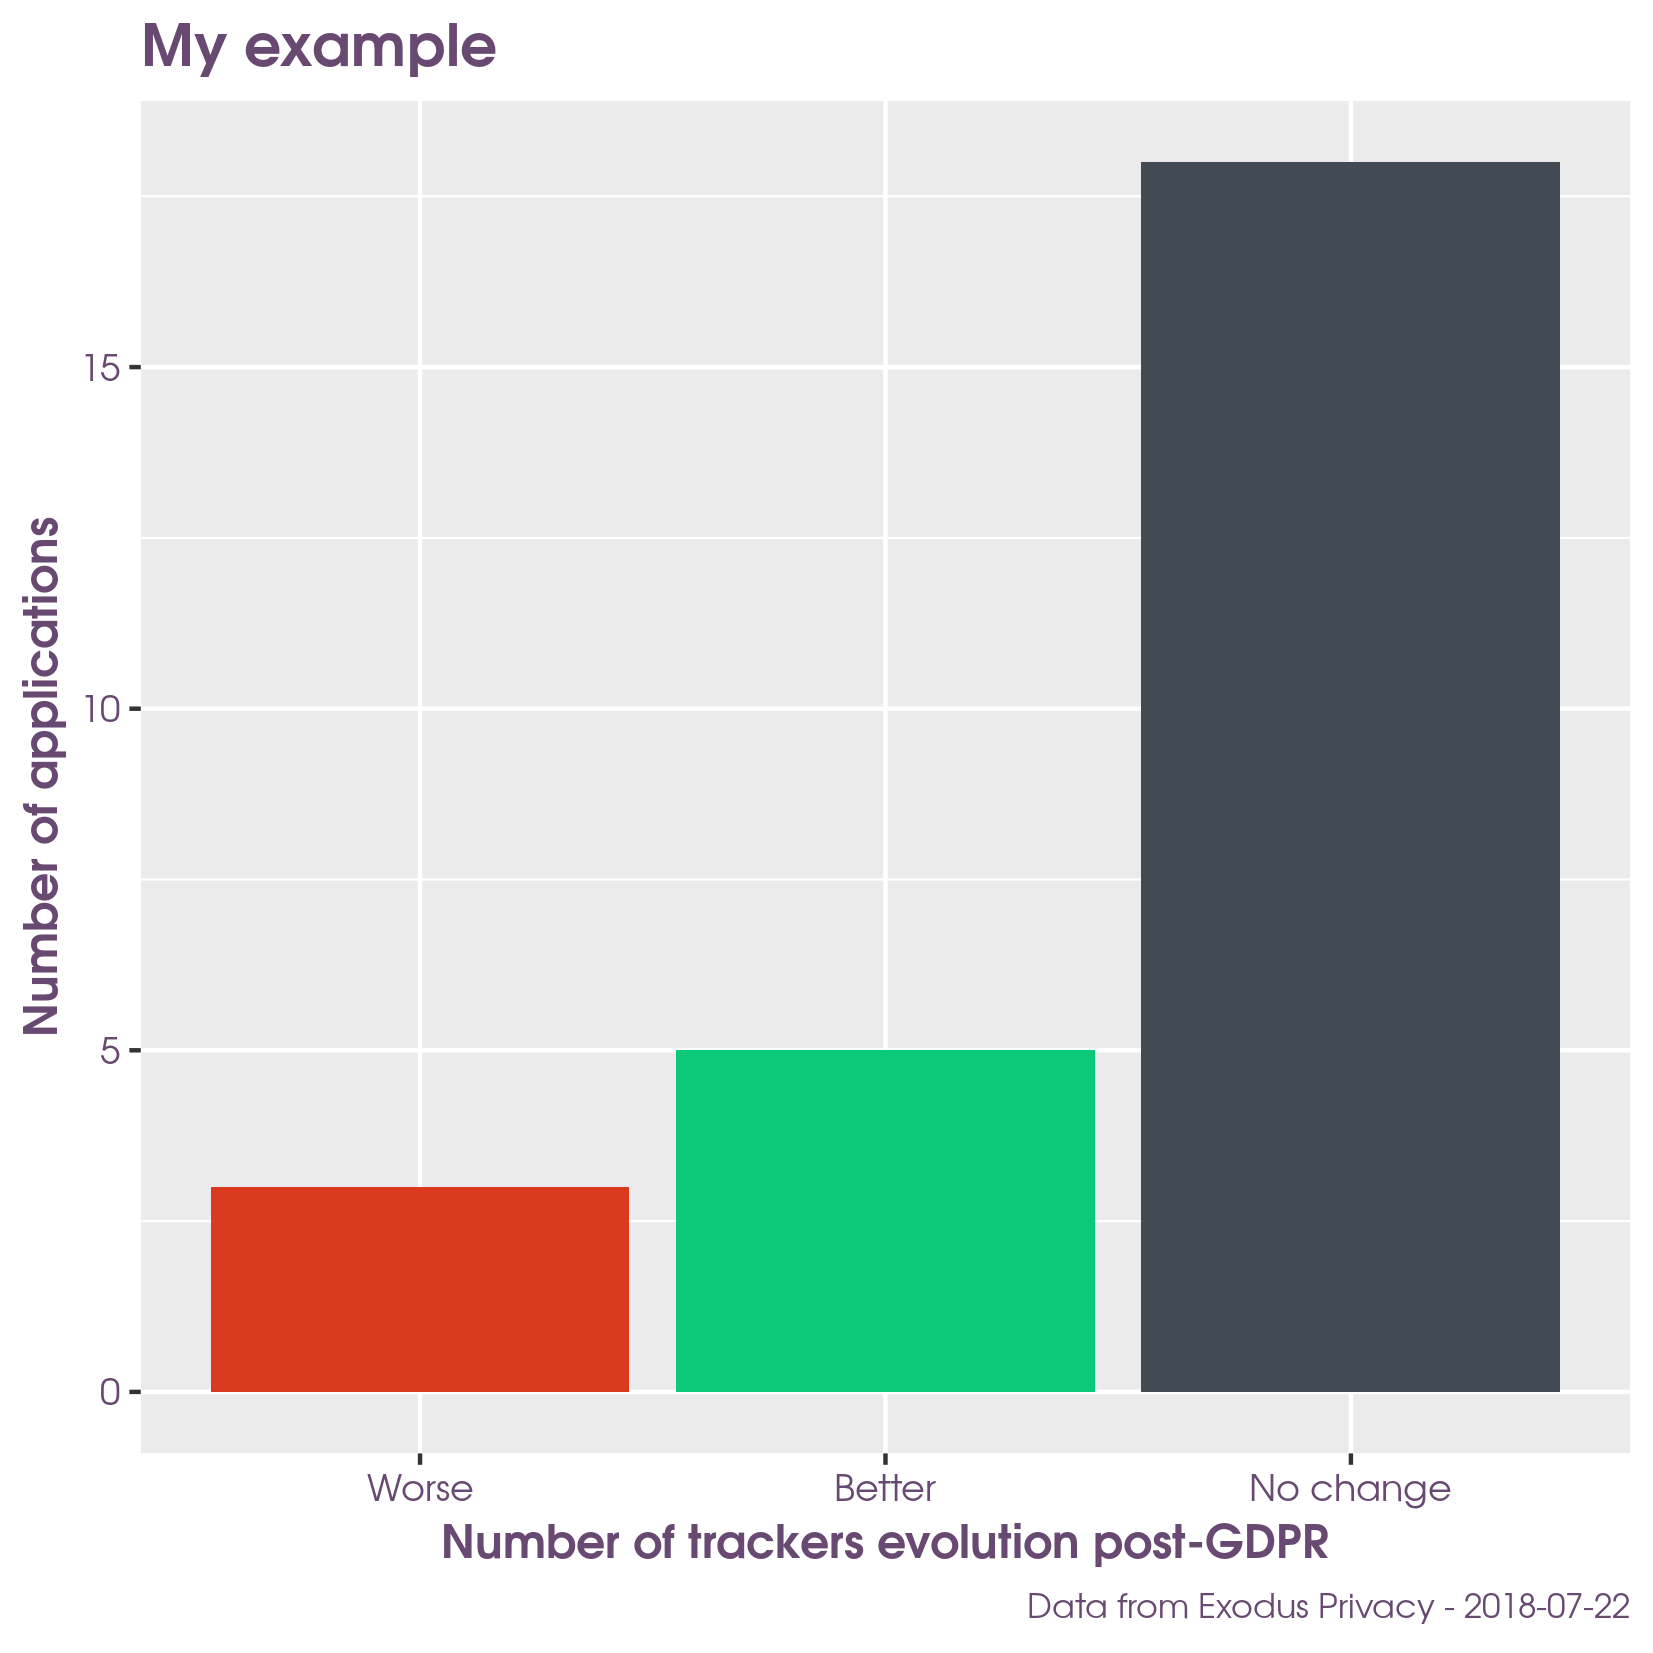 My example
Number of applications
15
10
5
0
Worse
Better
No change
Number of trackers evolution post-GDPR
Data from Exodus Privacy - 2018-07-22